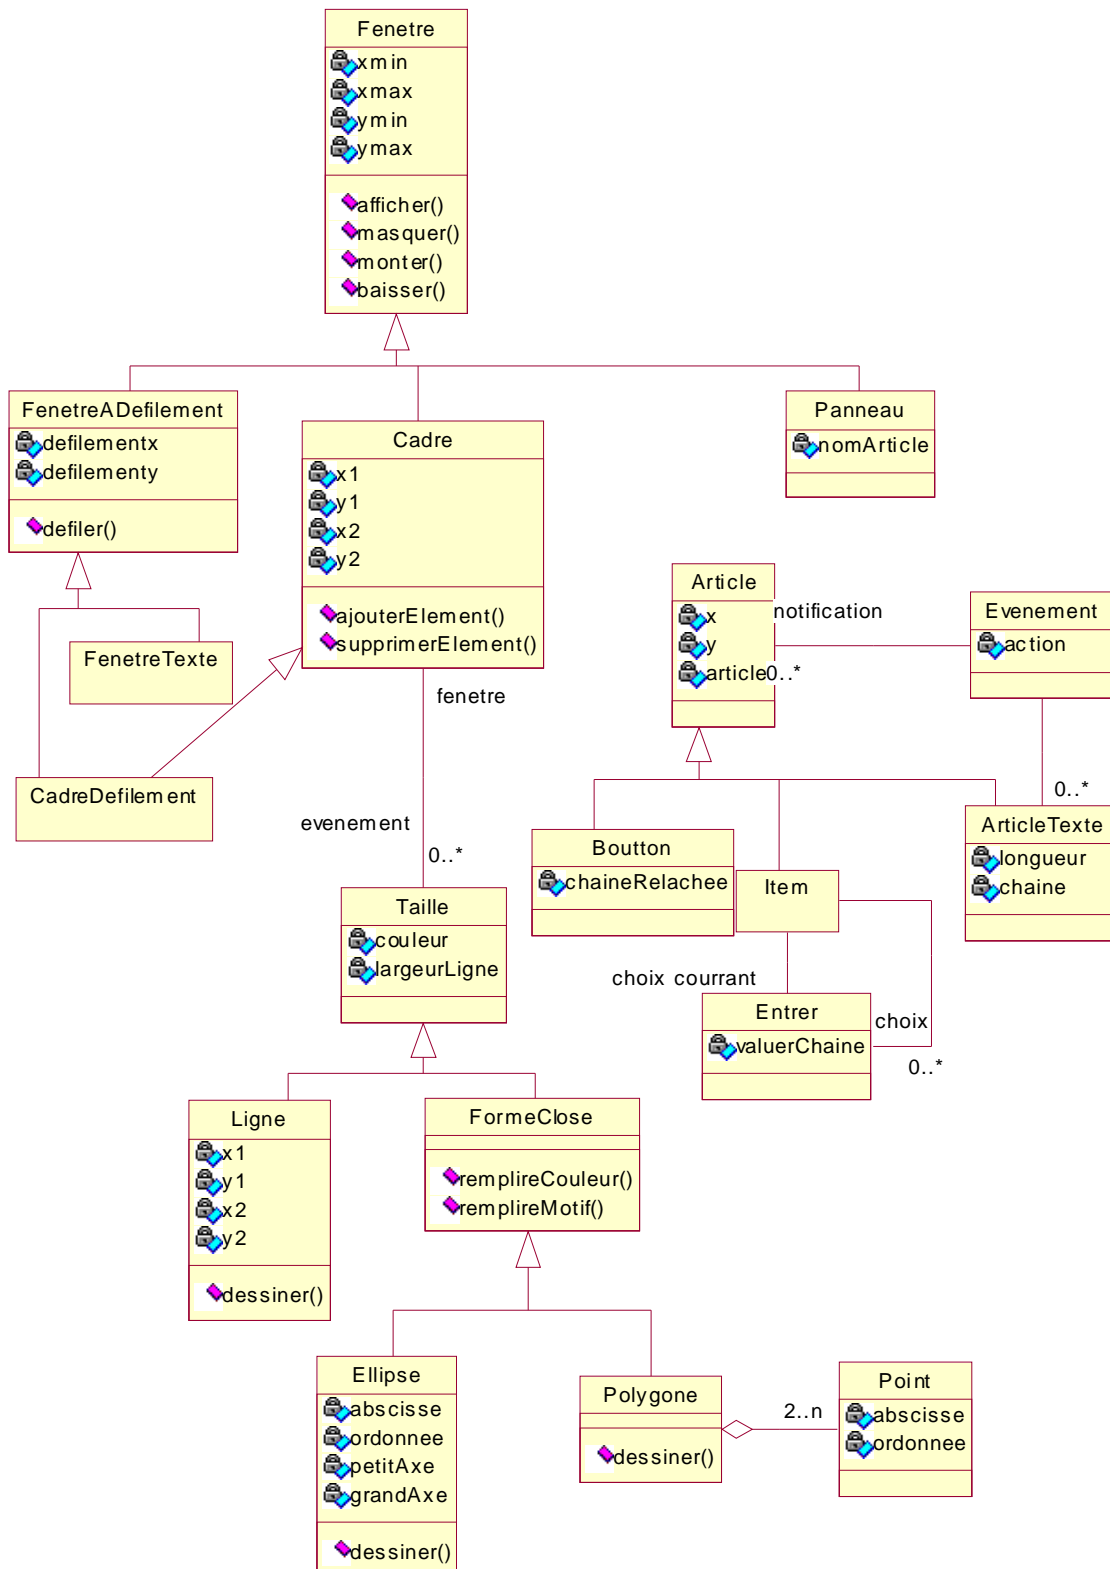 Fenetre
xmin
xmax
ymin
ymax
afficher()
masquer()
monter()
baisser()
FenetreADefilement
defilementx
defilementy
defiler()
Cadre
x1
y1
x2
y2
ajouterElement()
supprimerElement()
Panneau
nomArticle
FenetreTexte
CadreDefilement
fenetre
evenement
0..*
Article
x
y
article
notification
0..*
Evenement
action
0..*
Boutton
chaineRelachee
Item
ArticleTexte
longueur
chaine
choix courrant
Entrer
valuerChaine
choix
0..*
Taille
couleur
largeurLigne
Ligne
x1
y1
x2
y2
dessiner()
FormeClose
remplireCouleur()
remplireMotif()
Ellipse
abscisse
ordonnee
petitAxe
grandAxe
dessiner()
Polygone
dessiner()
2..n
Point
abscisse
ordonnee